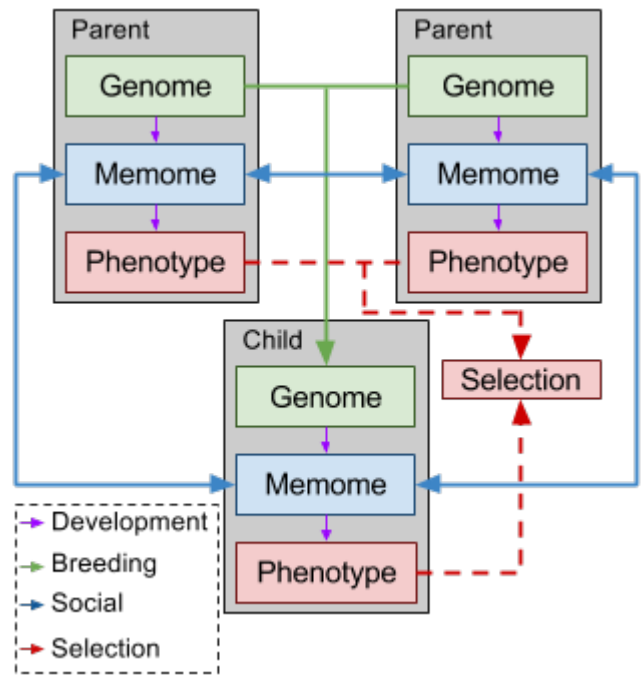 Parent
Genome
Memome
Phenotype
Parent
Genome
Memome
Phenotype
Child
Genome
Memome
Phenotype
Selection
Development
Breeding
Social
Selection